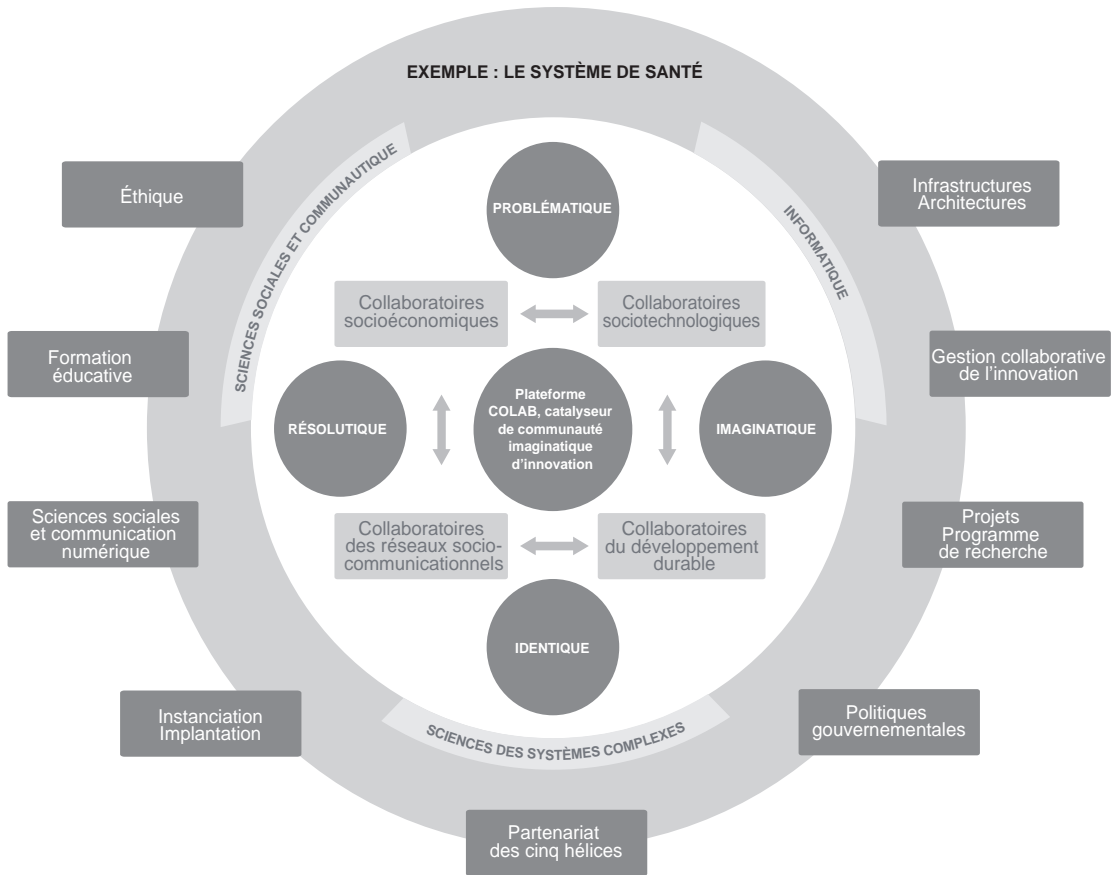 EXEMPLE : LE SYSTÈME DE SANTÉ
SCIENCES SOCIALES ET COMMUNAUTIQUE
INFORMATIQUE
Éthique
Infrastructures
Architectures
PROBLÉMATIQUE
Collaboratoires
socioéconomiques
Collaboratoires
sociotechnologiques
Formation
éducative
Gestion collaborative
de l'innovation
RÉSOLUTIQUE
Plateforme
COLAB, catalyseur
de communauté
imaginatique
d'innovation
IMAGINATIQUE
Sciences sociales
et communication
numérique
Collaboratoires
des réseaux socio-
communicationnels
Collaboratoires
du développement
durable
Projets
Programme
de recherche
IDENTIQUE
Instanciation
Implantation
Politiques
gouvernementales
SCIENCES DES SYSTÈMES COMPLEXES
Partenariat
des cinq hélices